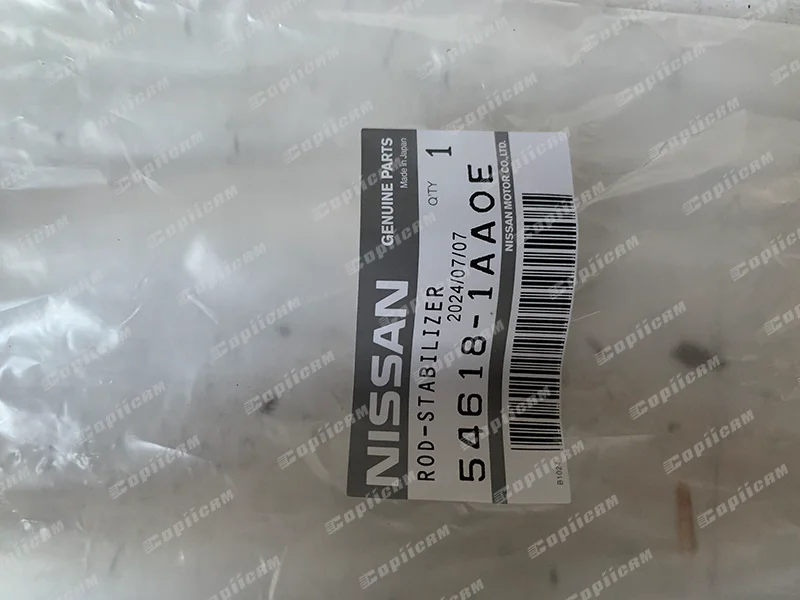 NISSAN
GENUINE PARTS
Made in Japan
ROD-STABILIZER
Q'TY 1
2024/07/07
54618-1AA0E
NISSAN MOTOR CO.,LTD.
Copiicam